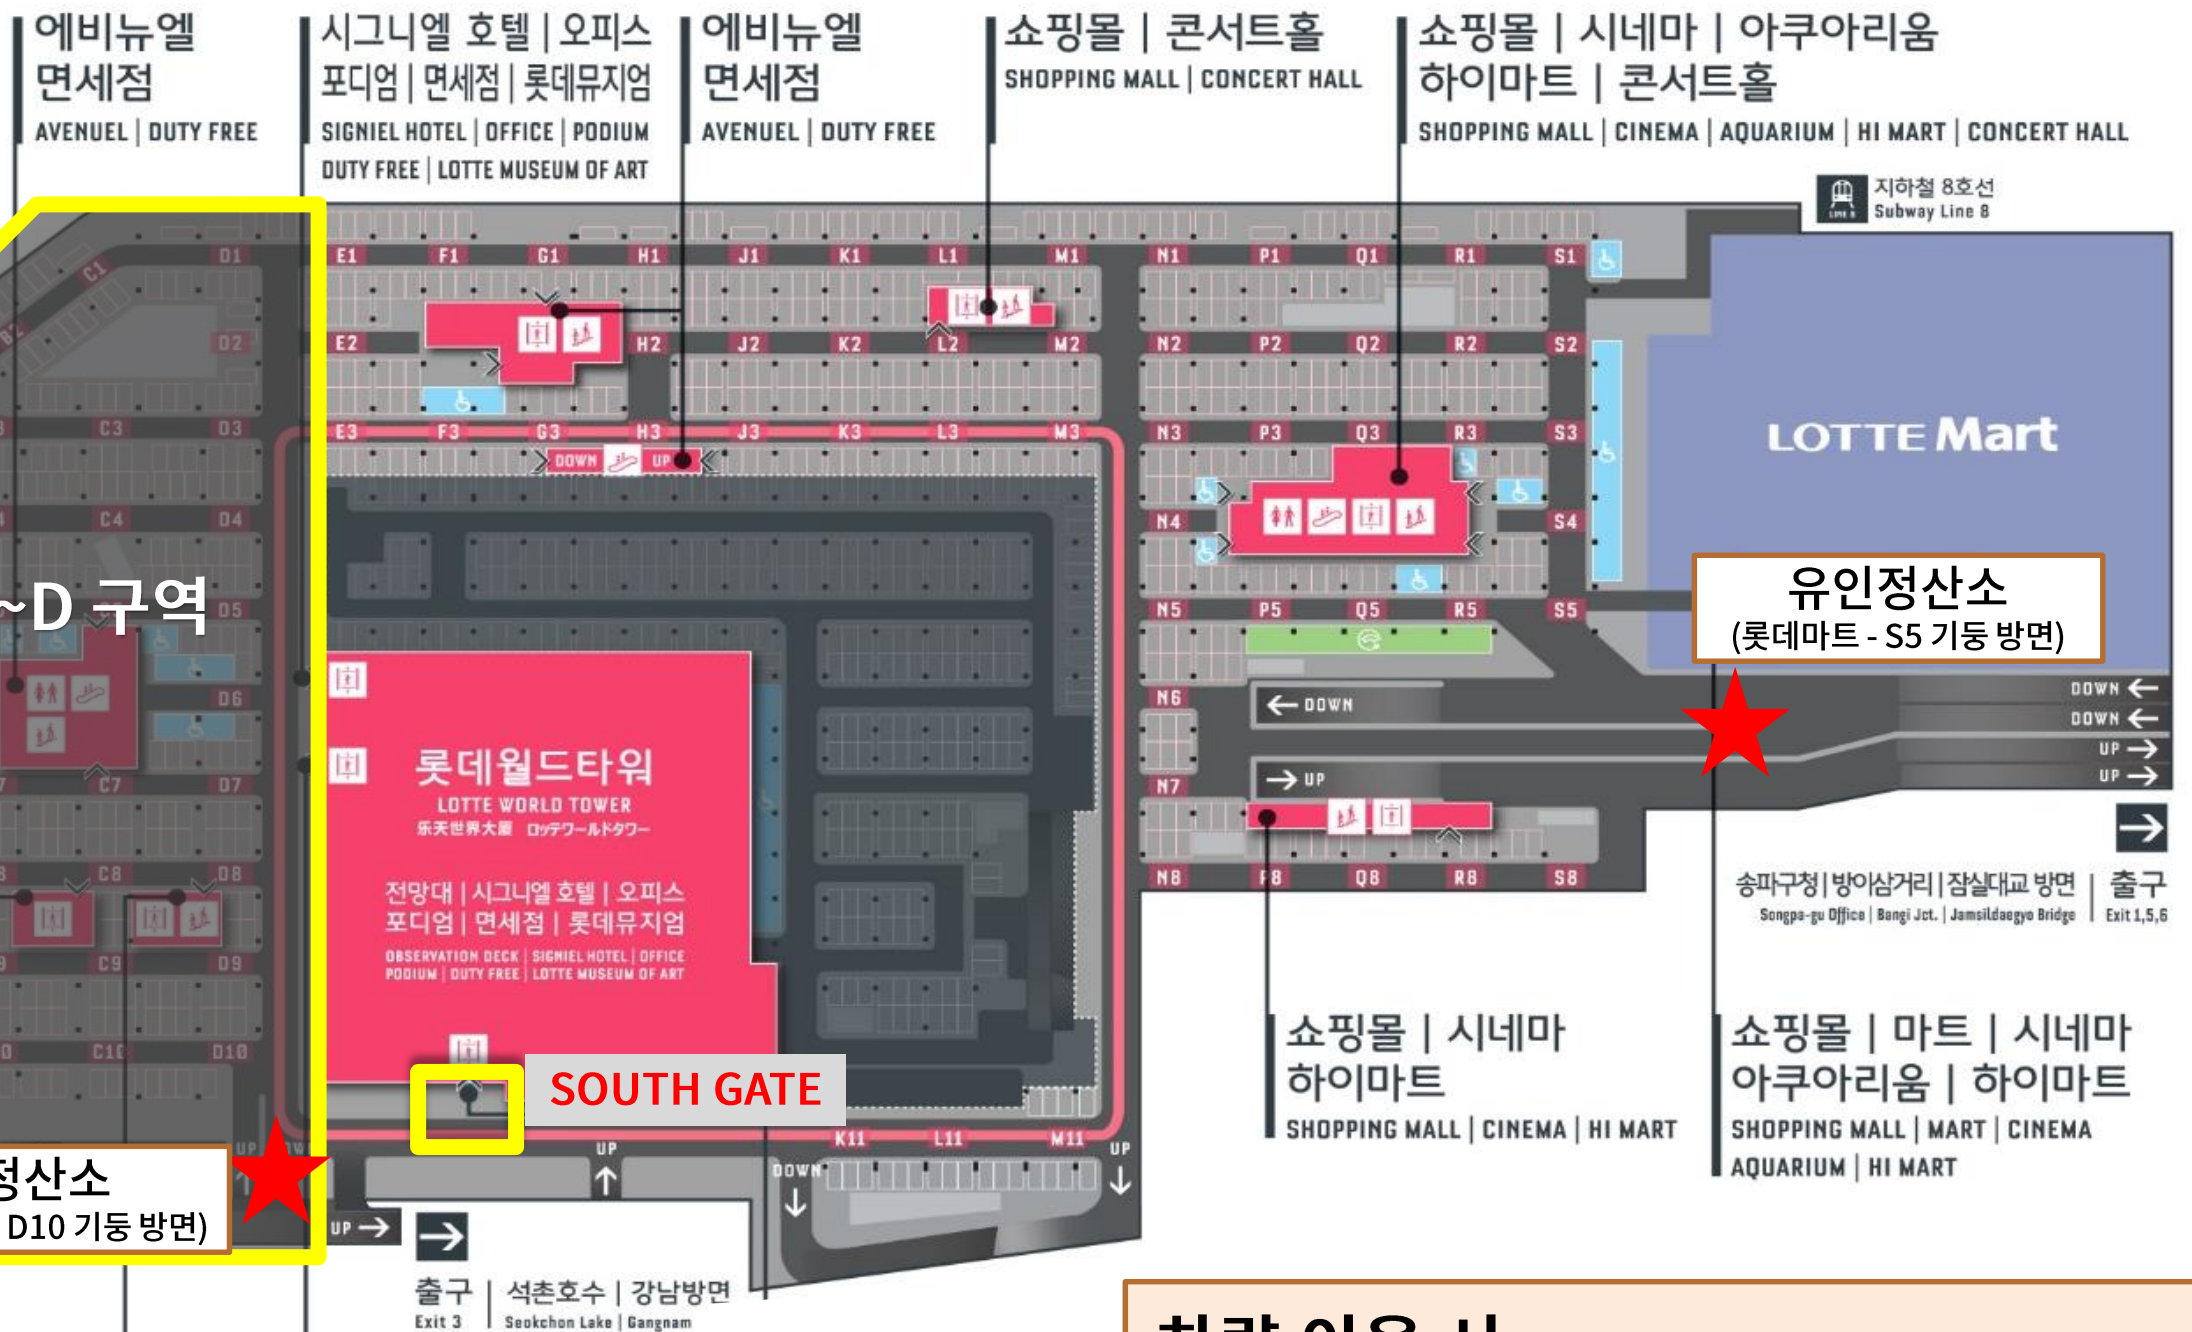 에비뉴엘
면세점
AVENUEL | DUTY FREE
시그니엘 호텔 | 오피스
포디엄 | 면세점 | 롯데뮤지엄
SIGNIEL HOTEL | OFFICE | PODIUM
DUTY FREE | LOTTE MUSEUM OF ART
에비뉴엘
면세점
AVENUEL | DUTY FREE
쇼핑몰 | 콘서트홀
SHOPPING MALL | CONCERT HALL
쇼핑몰 | 시네마 | 아쿠아리움
하이마트 | 콘서트홀
SHOPPING MALL | CINEMA | AQUARIUM | HI MART | CONCERT HALL
LINE 8
지하철 8호선
Subway Line 8
C1 D1 E1 F1 G1 H1 J1 K1 L1 M1 N1 P1 Q1 R1 S1
B2 D2 E2 H2 J2 K2 L2 M2 N2 P2 Q2 R2 S2
C3 D3 E3 F3 G3 H3 J3 K3 L3 M3 N3 P3 Q3 R3 S3
DOWN UP
LOTTE Mart
C4 D4 N4 S4
~D 구역
D5 N5 P5 Q5 R5 S5
유인정산소
(롯데마트 - S5 기둥 방면)
D6 N6
← DOWN
DOWN ←
DOWN ←
UP →
UP →
C7 D7 N7
→ UP
롯데월드타워
LOTTE WORLD TOWER
乐天世界大厦 ロッテワールドタワー
전망대 | 시그니엘 호텔 | 오피스
포디엄 | 면세점 | 롯데뮤지엄
OBSERVATION DECK | SIGNIEL HOTEL | OFFICE
PODIUM | DUTY FREE | LOTTE MUSEUM OF ART
C8 D8 N8 P8 Q8 R8 S8
송파구청 | 방이삼거리 | 잠실대교 방면 | 출구
Songpa-gu Office | Bangi Jct. | Jamsildaegyo Bridge | Exit 1,5,6
C9 D9
C10 D10
SOUTH GATE
쇼핑몰 | 시네마
하이마트
SHOPPING MALL | CINEMA | HI MART
쇼핑몰 | 마트 | 시네마
아쿠아리움 | 하이마트
SHOPPING MALL | MART | CINEMA
AQUARIUM | HI MART
K11 L11 M11
UP
UP
DOWN
UP
정산소
D10 기둥 방면)
UP →
출구 | 석촌호수 | 강남방면
Exit 3 | Seokchon Lake | Gangnam